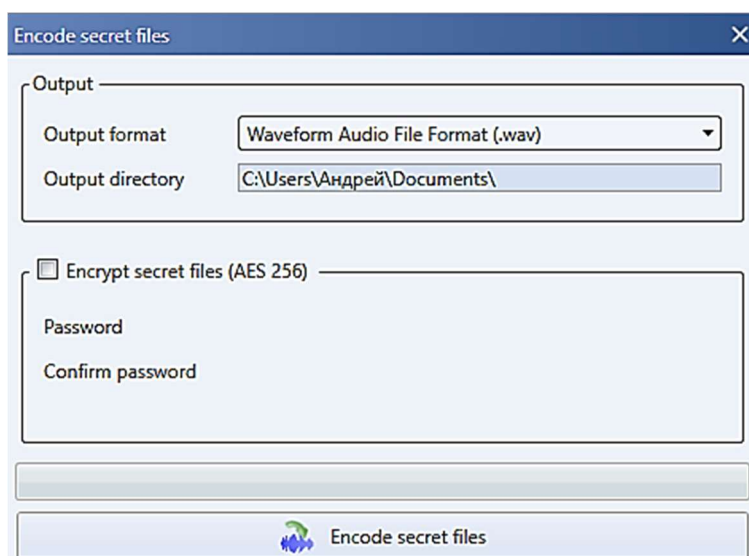 Encode secret files
Output
Output format Waveform Audio File Format (.wav)
Output directory C:\Users\Андрей\Documents\
Encrypt secret files (AES 256)
Password
Confirm password
Encode secret files